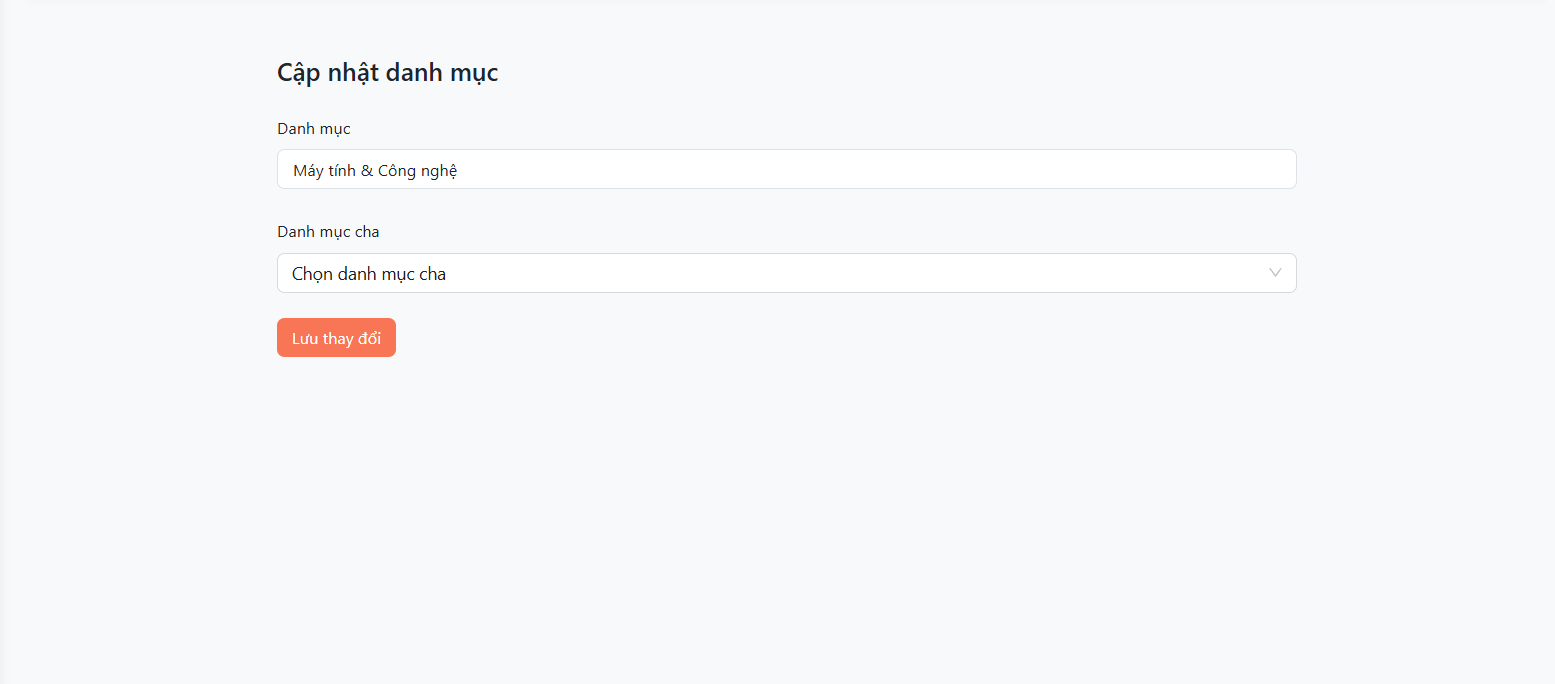 Cập nhật danh mục
Danh mục
Máy tính & Công nghệ
Danh mục cha
Chọn danh mục cha
Lưu thay đổi